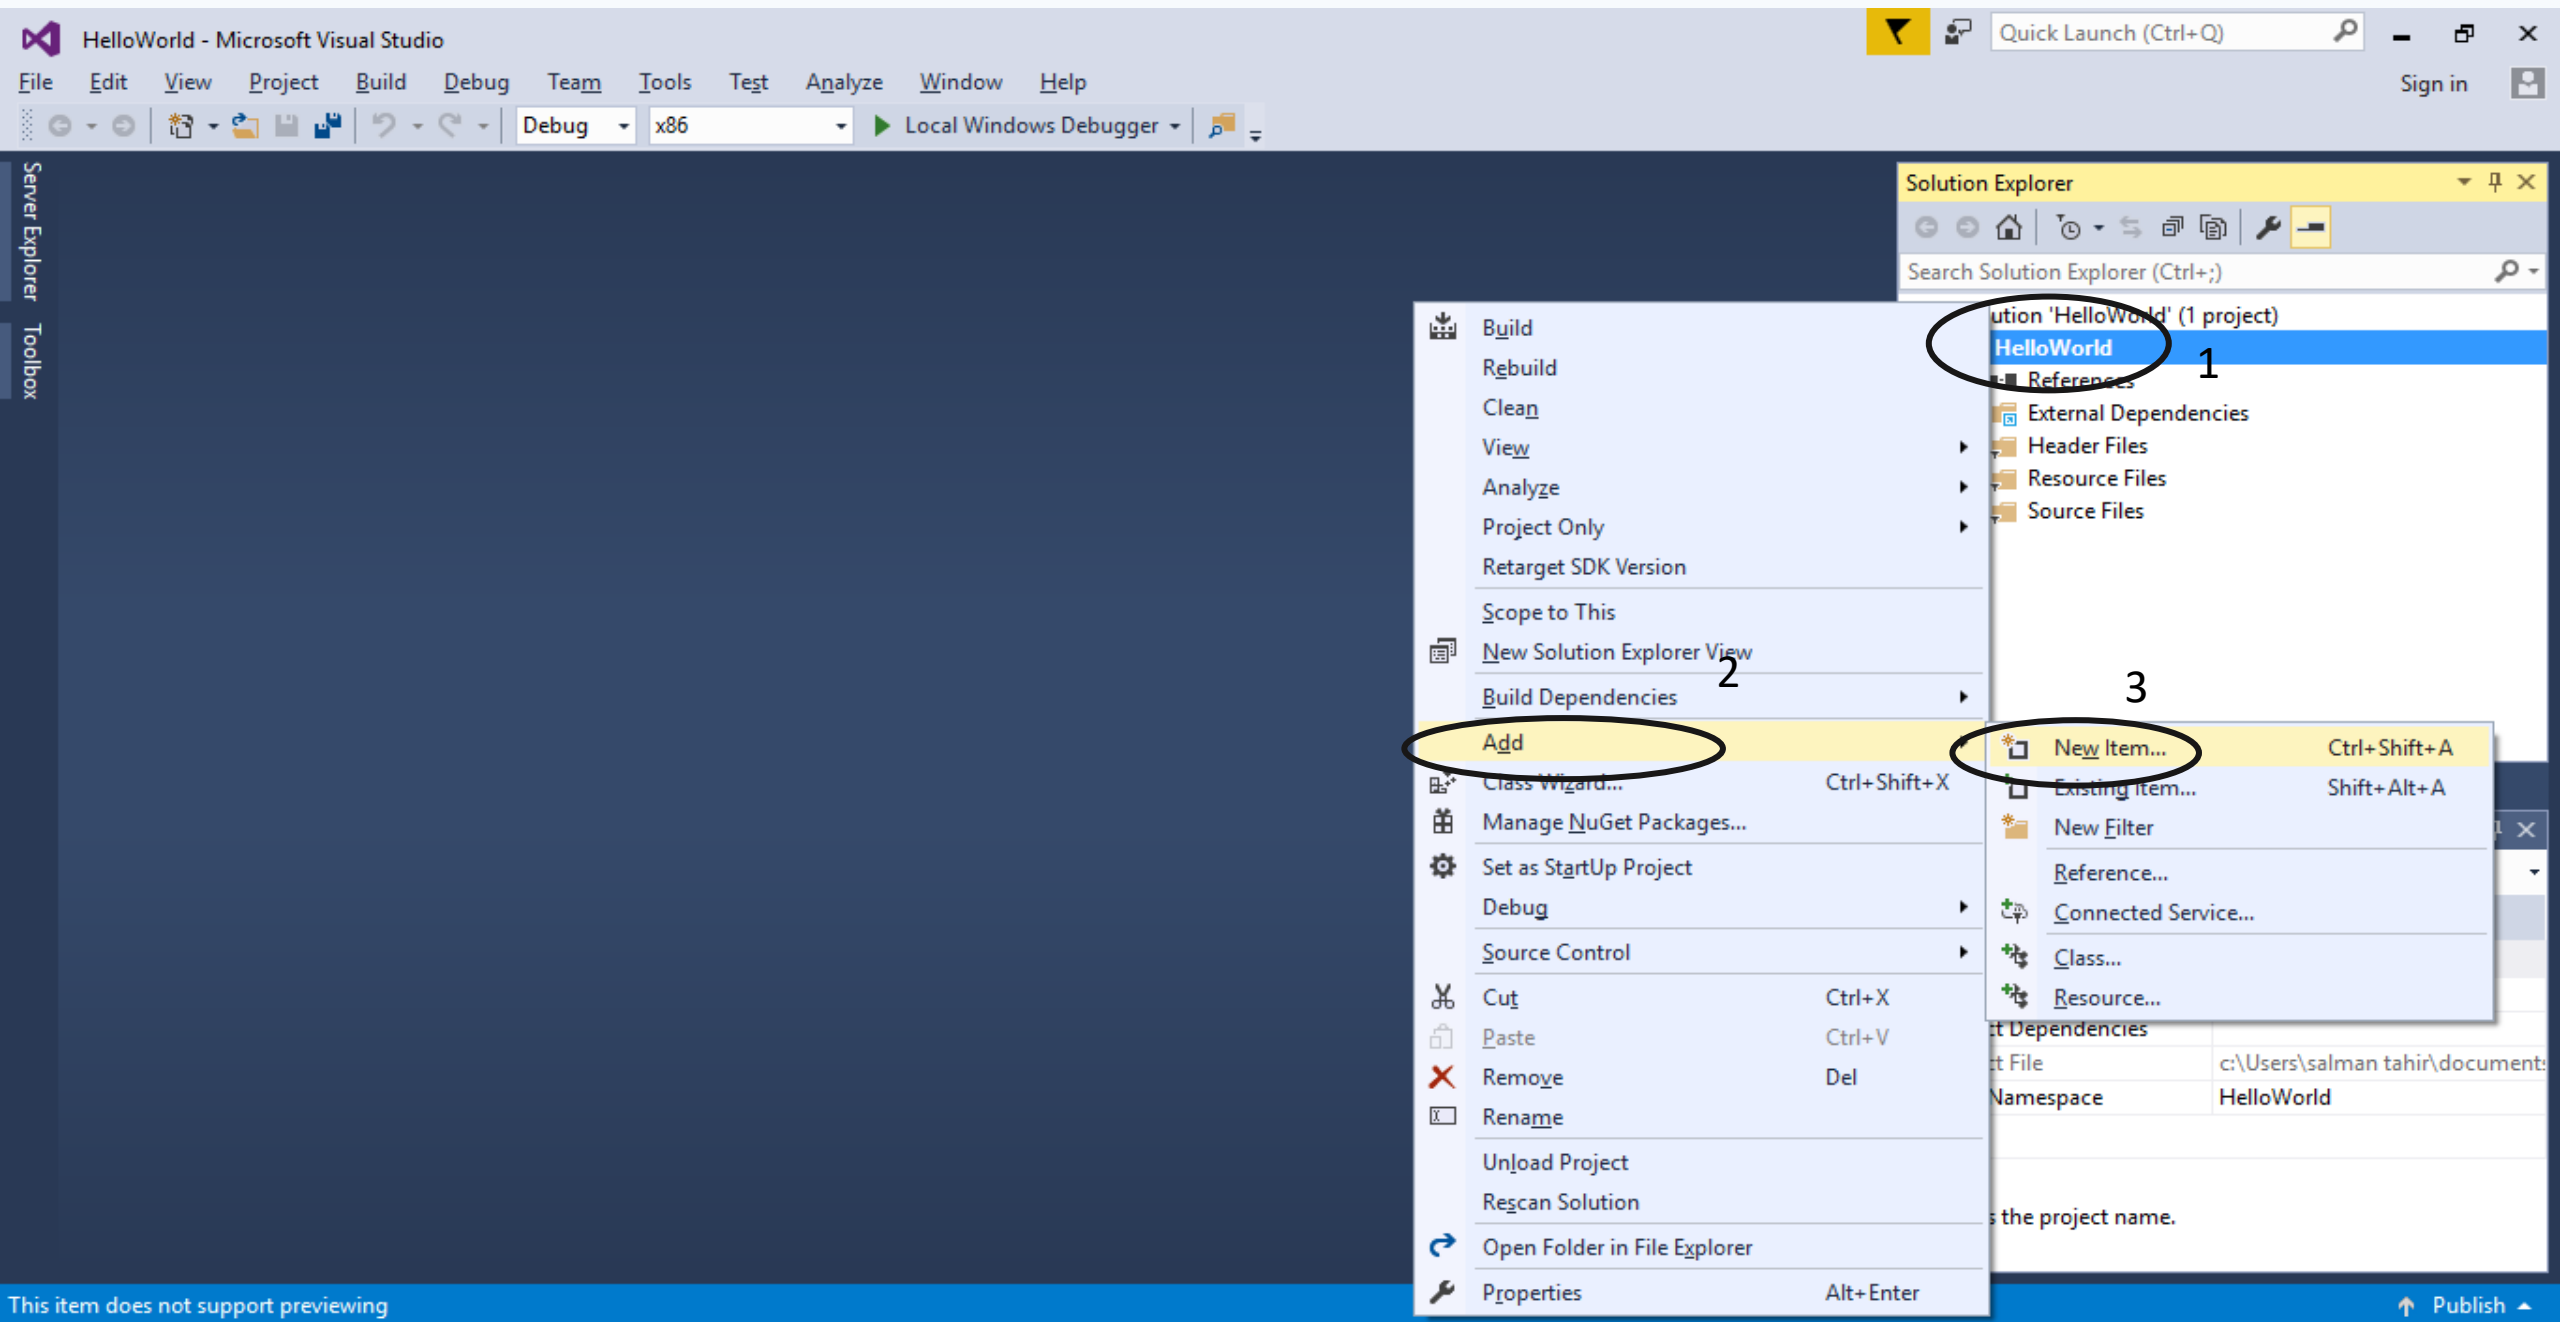 HelloWorld - Microsoft Visual Studio
Quick Launch (Ctrl+Q)
File Edit View Project Build Debug Team Tools Test Analyze Window Help
Sign in
Debug x86 Local Windows Debugger
Server Explorer
Toolbox
Solution Explorer
Search Solution Explorer (Ctrl+;)
ution 'HelloWorld' (1 project)
HelloWorld
1
References
External Dependencies
Header Files
Resource Files
Source Files
Build
Rebuild
Clean
View
Analyze
Project Only
Retarget SDK Version
Scope to This
New Solution Explorer View
2
Build Dependencies
Add
Class Wizard... Ctrl+Shift+X
Manage NuGet Packages...
Set as StartUp Project
Debug
Source Control
Cut Ctrl+X
Paste Ctrl+V
Remove Del
Rename
Unload Project
Rescan Solution
Open Folder in File Explorer
Properties Alt+Enter
3
New Item... Ctrl+Shift+A
Existing Item... Shift+Alt+A
New Filter
Reference...
Connected Service...
Class...
Resource...
ct Dependencies
ct File c:\Users\salman tahir\documents
Namespace HelloWorld
s the project name.
This item does not support previewing
Publish